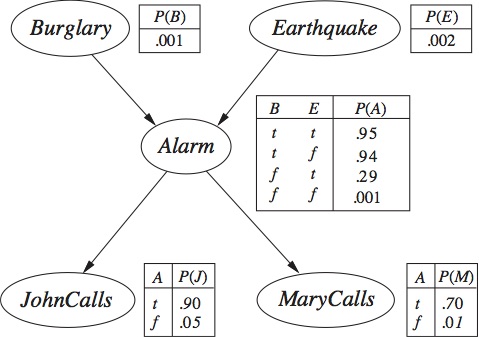 Burglary
P(B)
.001
Earthquake
P(E)
.002
Alarm
B E P(A)
t t .95
t f .94
f t .29
f f .001
JohnCalls
A P(J)
t .90
f .05
MaryCalls
A P(M)
t .70
f .01